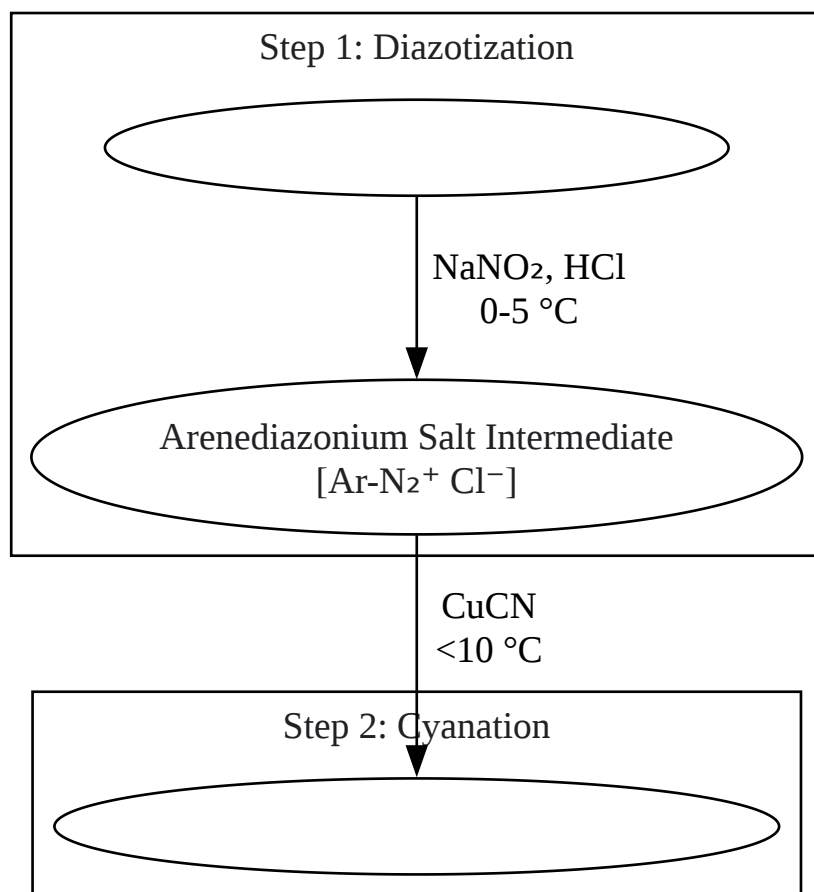 Step 1: Diazotization
NaNO₂, HCl
0-5 °C
Arenediazonium Salt Intermediate
[Ar-N₂⁺ Cl⁻]
CuCN
<10 °C
Step 2: Cyanation